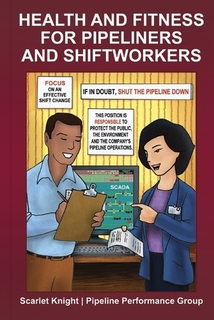 HEALTH AND FITNESS
FOR PIPELINERS
AND SHIFTWORKERS
FOCUS
ON AN
EFFECTIVE
SHIFT CHANGE
IF IN DOUBT, SHUT THE PIPELINE DOWN
THIS POSITION IS
RESPONSIBLE TO
PROTECT THE PUBLIC,
THE ENVIRONMENT
AND THE COMPANY'S
PIPELINE OPERATIONS.
SCADA
Scarlet Knight | Pipeline Performance Group